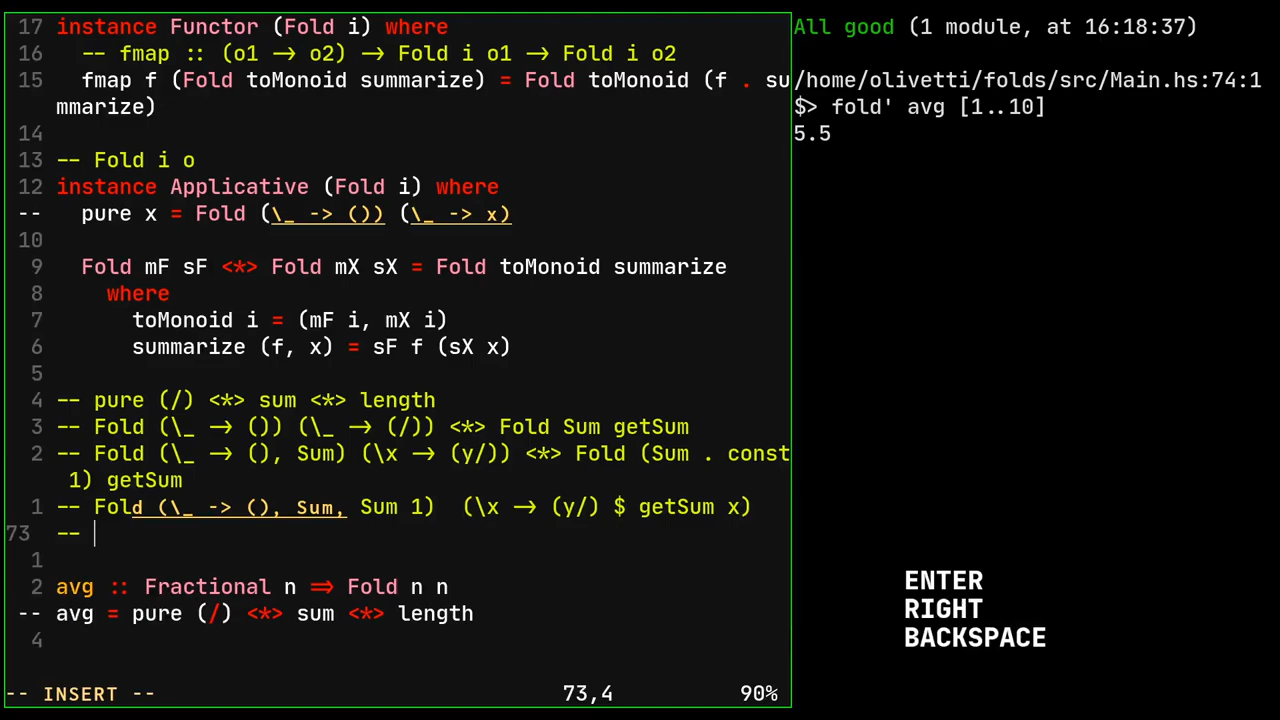 17 instance Functor (Fold i) where
16   -- fmap :: (o1 -> o2) -> Fold i o1 -> Fold i o2
15   fmap f (Fold toMonoid summarize) = Fold toMonoid (f . su
mmarize)
14
13 -- Fold i o
12 instance Applicative (Fold i) where
--   pure x = Fold (\_ -> ()) (\_ -> x)
10
9   Fold mF sF <*> Fold mX sX = Fold toMonoid summarize
8     where
7       toMonoid i = (mF i, mX i)
6       summarize (f, x) = sF f (sX x)
5
4 -- pure (/) <*> sum <*> length
3 -- Fold (\_ -> ()) (\_ -> (/)) <*> Fold Sum getSum
2 -- Fold (\_ -> (), Sum) (\x -> (y/)) <*> Fold (Sum . const
1) getSum
1 -- Fold (\_ -> (), Sum, Sum 1)  (\x -> (y/) $ getSum x)
73 --
1
2 avg :: Fractional n => Fold n n
-- avg = pure (/) <*> sum <*> length
4
-- INSERT -- 73,4 90%
All good (1 module, at 16:18:37)
/home/olivetti/folds/src/Main.hs:74:1
$> fold' avg [1..10]
5.5
ENTER
RIGHT
BACKSPACE